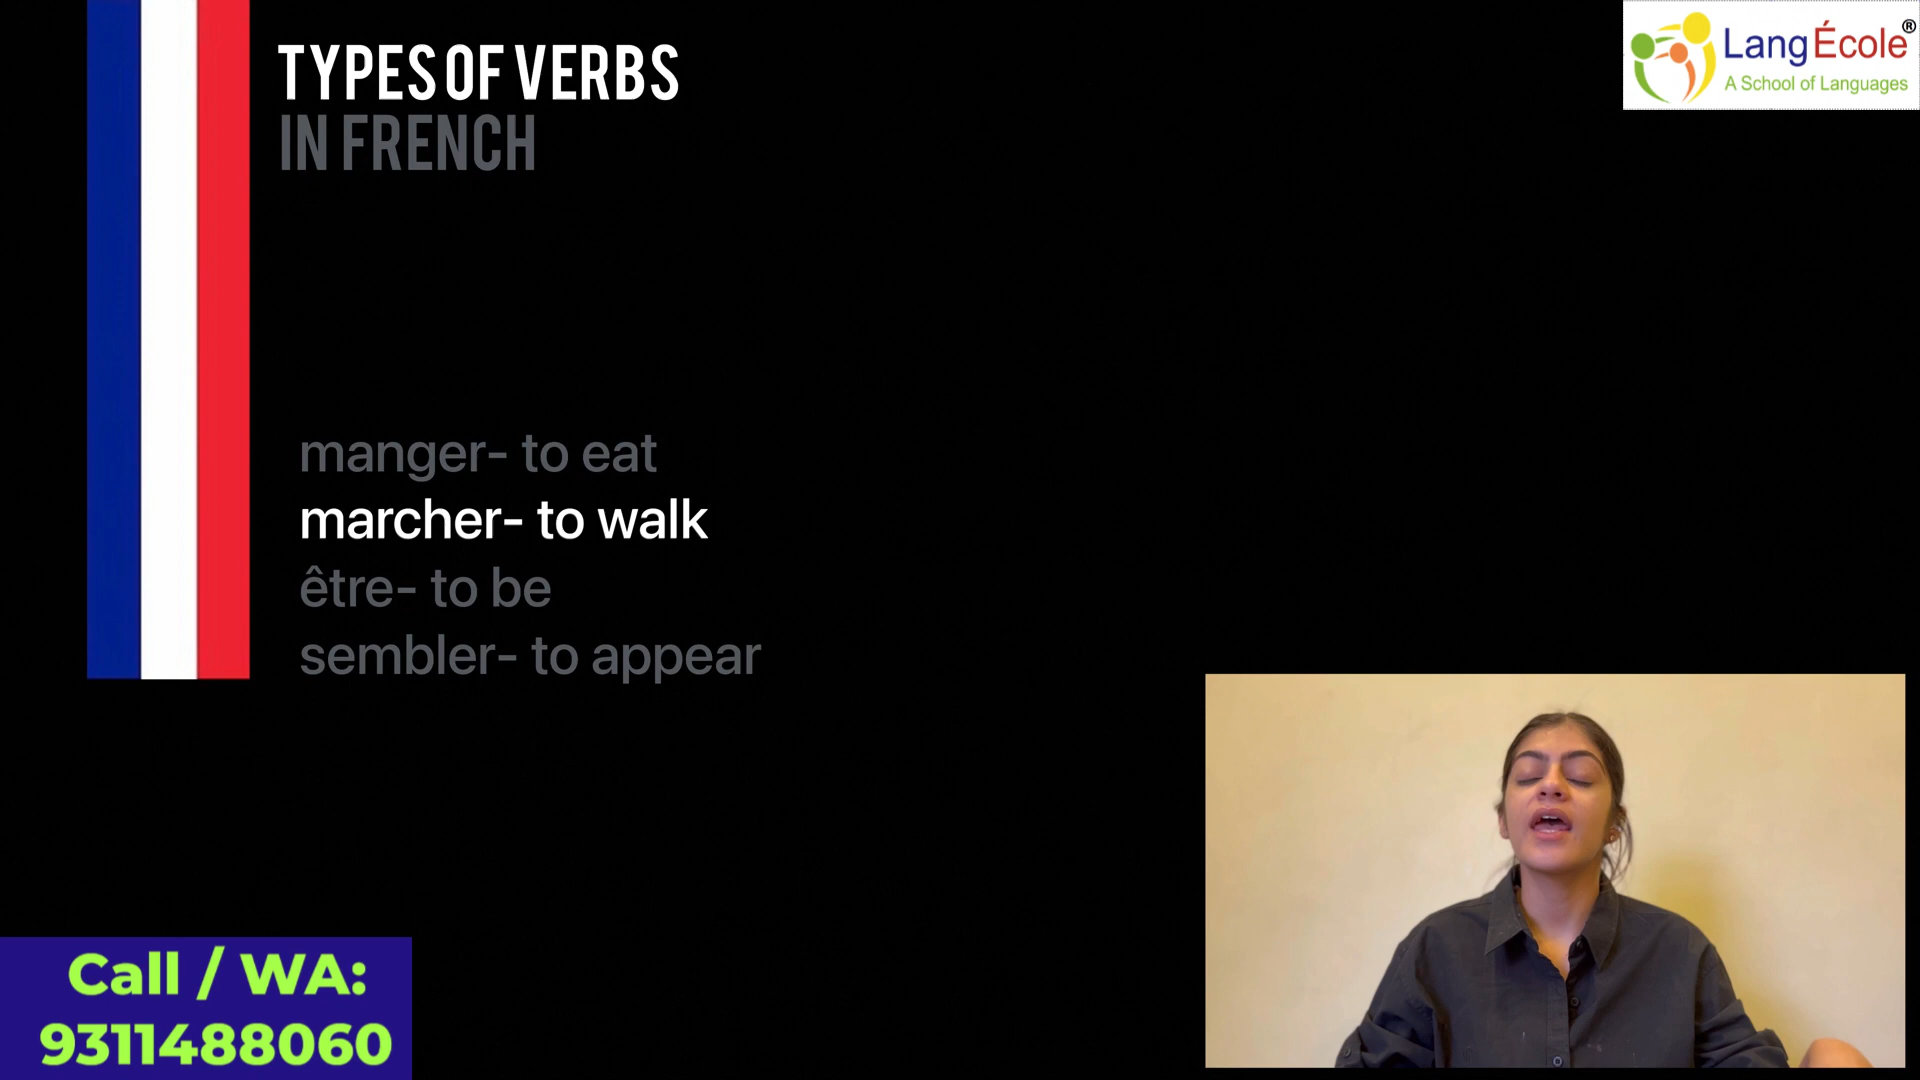 TYPES OF VERBS
IN FRENCH
LangÉcole®
A School of Languages
manger- to eat
marcher- to walk
être- to be
sembler- to appear
Call / WA:
9311488060